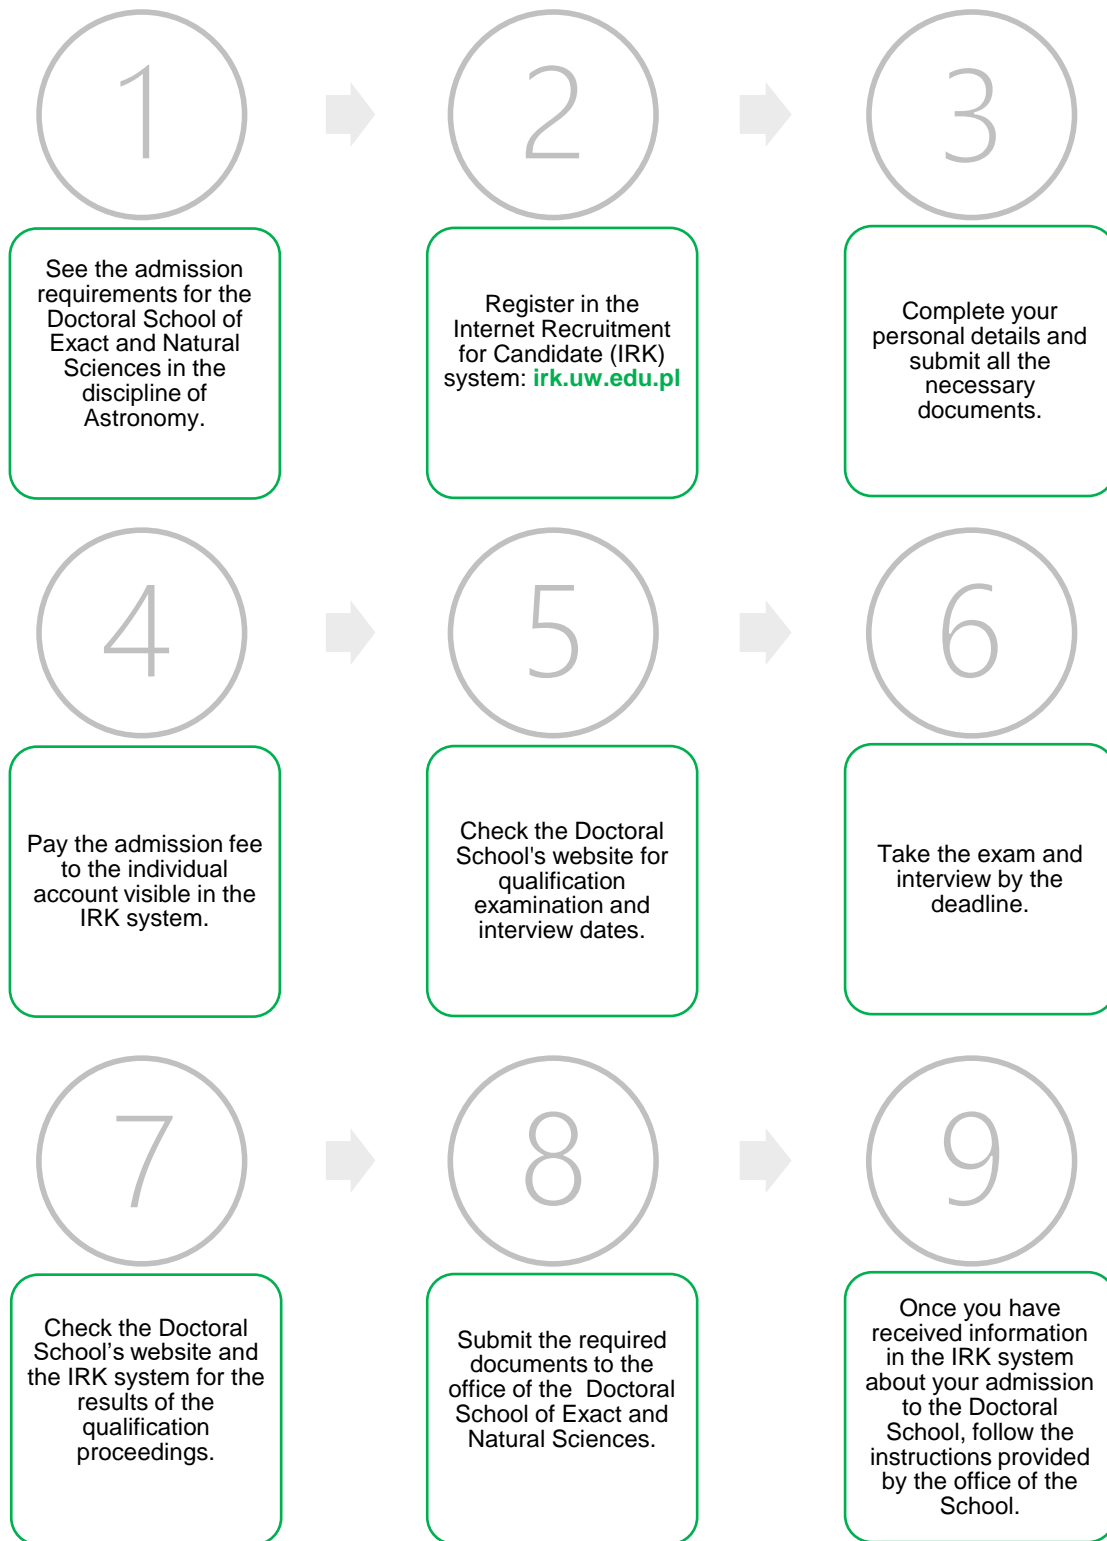 1
See the admission
requirements for the
Doctoral School of
Exact and Natural
Sciences in the
discipline of
Astronomy.
2
Register in the
Internet Recruitment
for Candidate (IRK)
system: irk.uw.edu.pl
3
Complete your
personal details and
submit all the
necessary
documents.
4
Pay the admission fee
to the individual
account visible in the
IRK system.
5
Check the Doctoral
School's website for
qualification
examination and
interview dates.
6
Take the exam and
interview by the
deadline.
7
Check the Doctoral
School’s website and
the IRK system for the
results of the
qualification
proceedings.
8
Submit the required
documents to the
office of the  Doctoral
School of Exact and
Natural Sciences.
9
Once you have
received information
in the IRK system
about your admission
to the Doctoral
School, follow the
instructions provided
by the office of the
School.